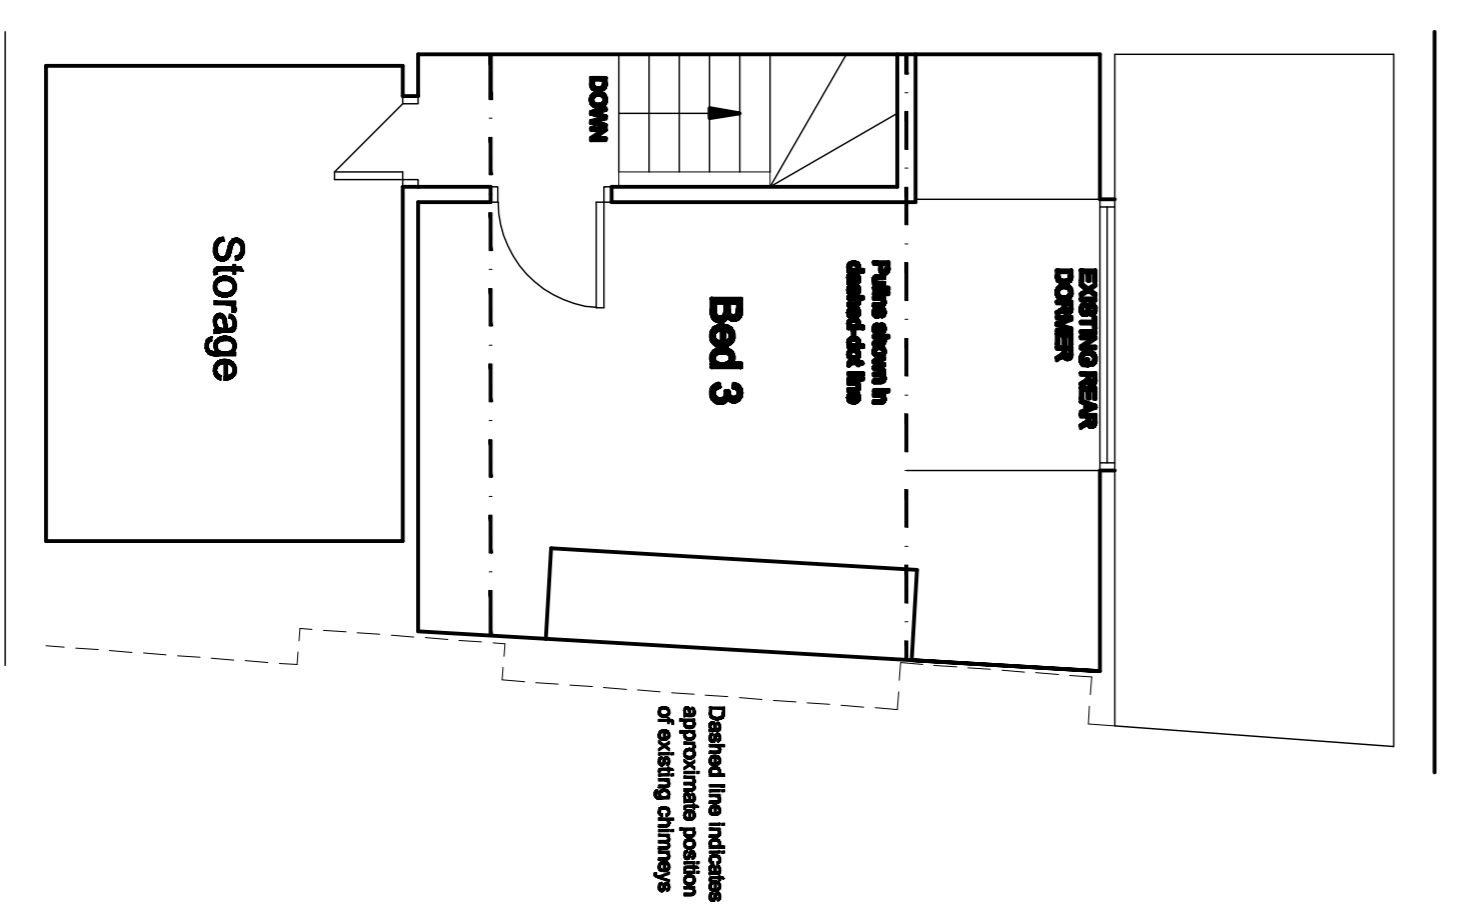 Storage
DOWN
Bed 3
Purlins shown in
dashed-dot line
EXISTING REAR
DORMER
Dashed line indicates
approximate position
of existing chimneys